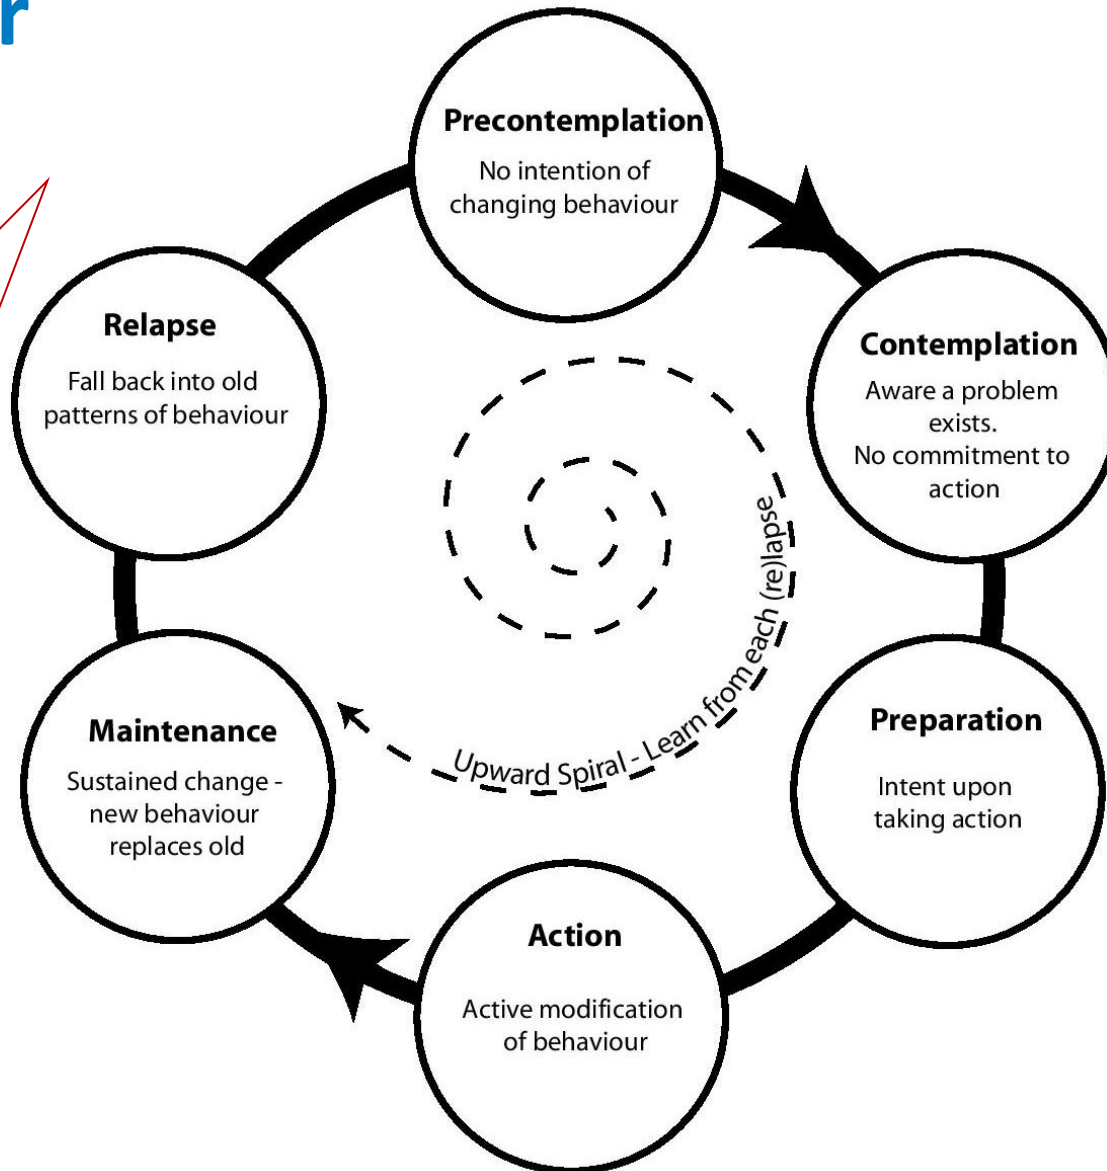 r
Precontemplation
No intention of
changing behaviour
Contemplation
Aware a problem
exists.
No commitment to
action
Preparation
Intent upon
taking action
Action
Active modification
of behaviour
Maintenance
Sustained change -
new behaviour
replaces old
Relapse
Fall back into old
patterns of behaviour
Upward Spiral - Learn from each (re)lapse